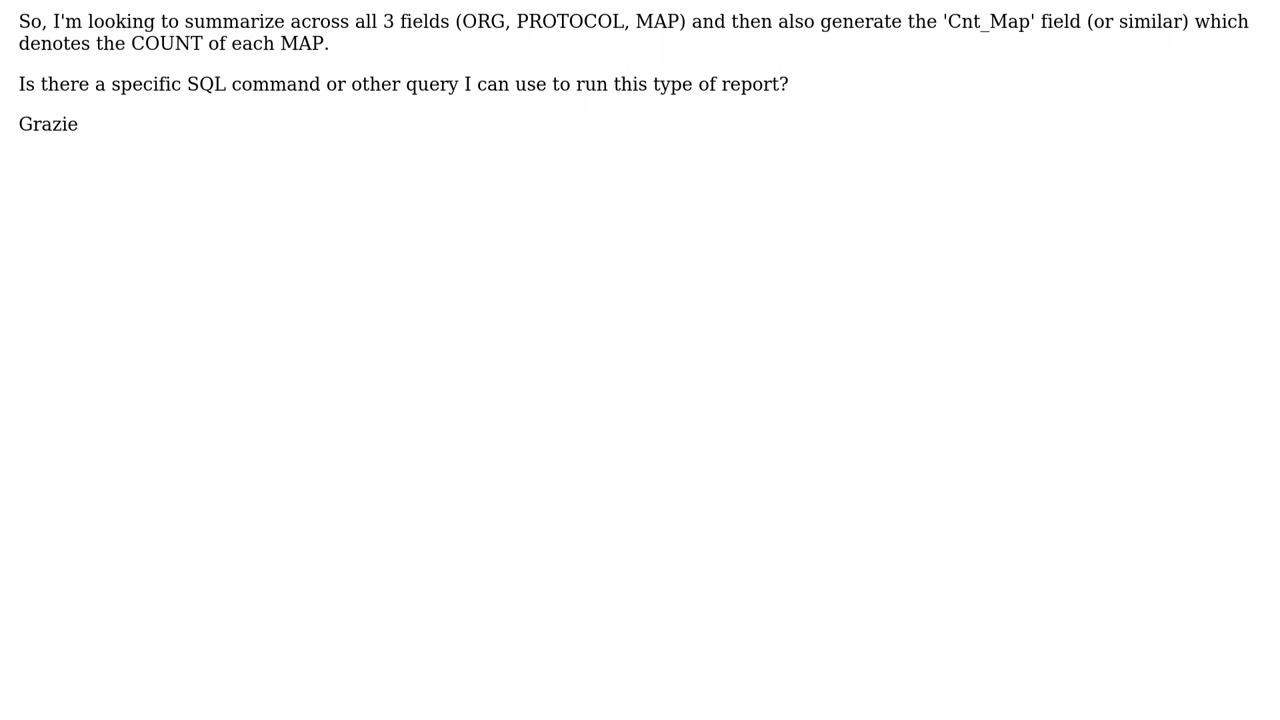 So, I'm looking to summarize across all 3 fields (ORG, PROTOCOL, MAP) and then also generate the 'Cnt_Map' field (or similar) which
denotes the COUNT of each MAP.
Is there a specific SQL command or other query I can use to run this type of report?
Grazie